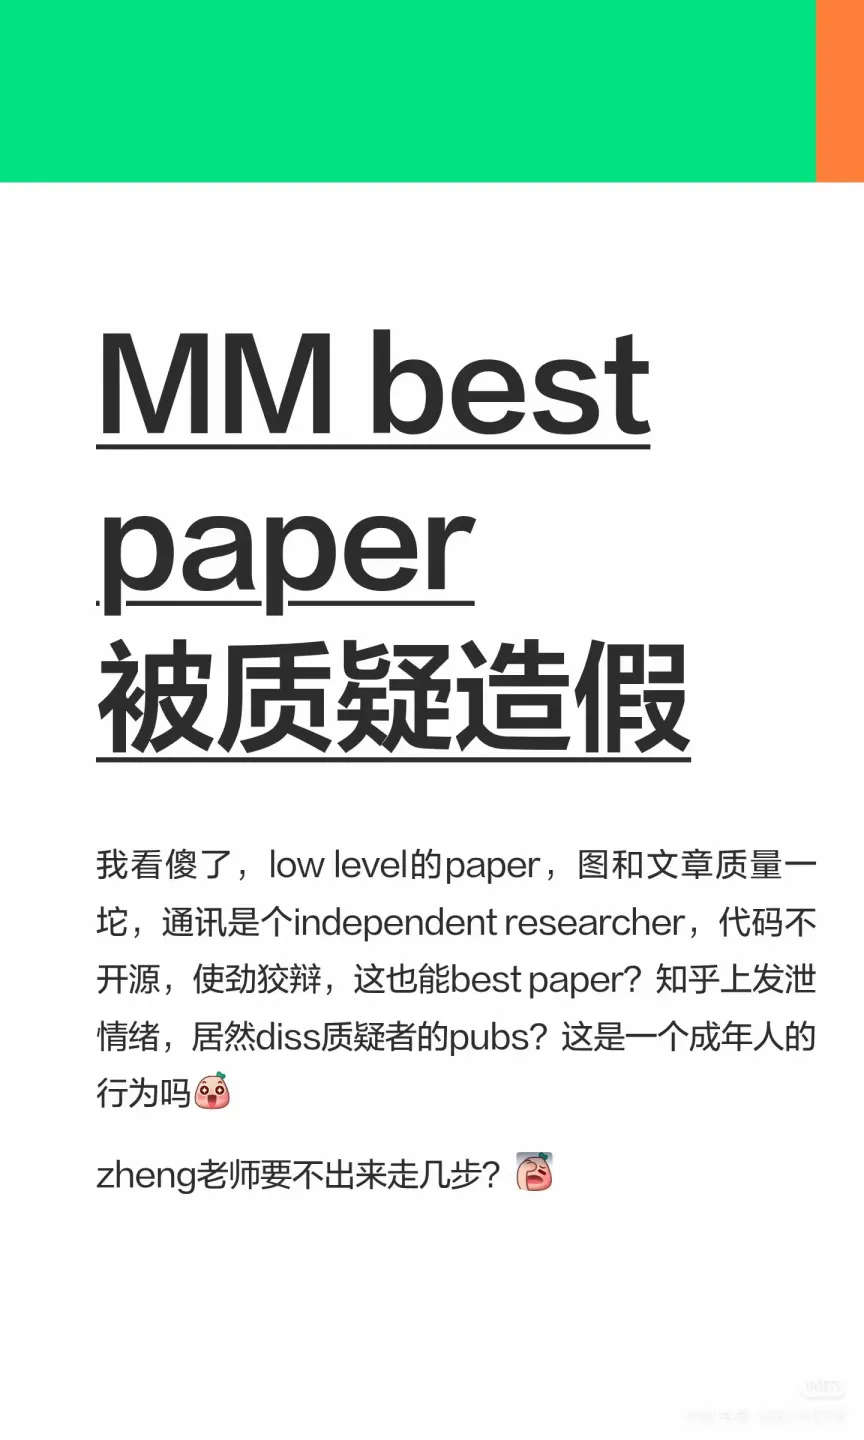 MM best
paper
被质疑造假
我看傻了，low level的paper，图和文章质量一
坨，通讯是个independent researcher，代码不
开源，使劲狡辩，这也能best paper？知乎上发泄
情绪，居然diss质疑者的pubs？这是一个成年人的
行为吗
zheng老师要不出来走几步？